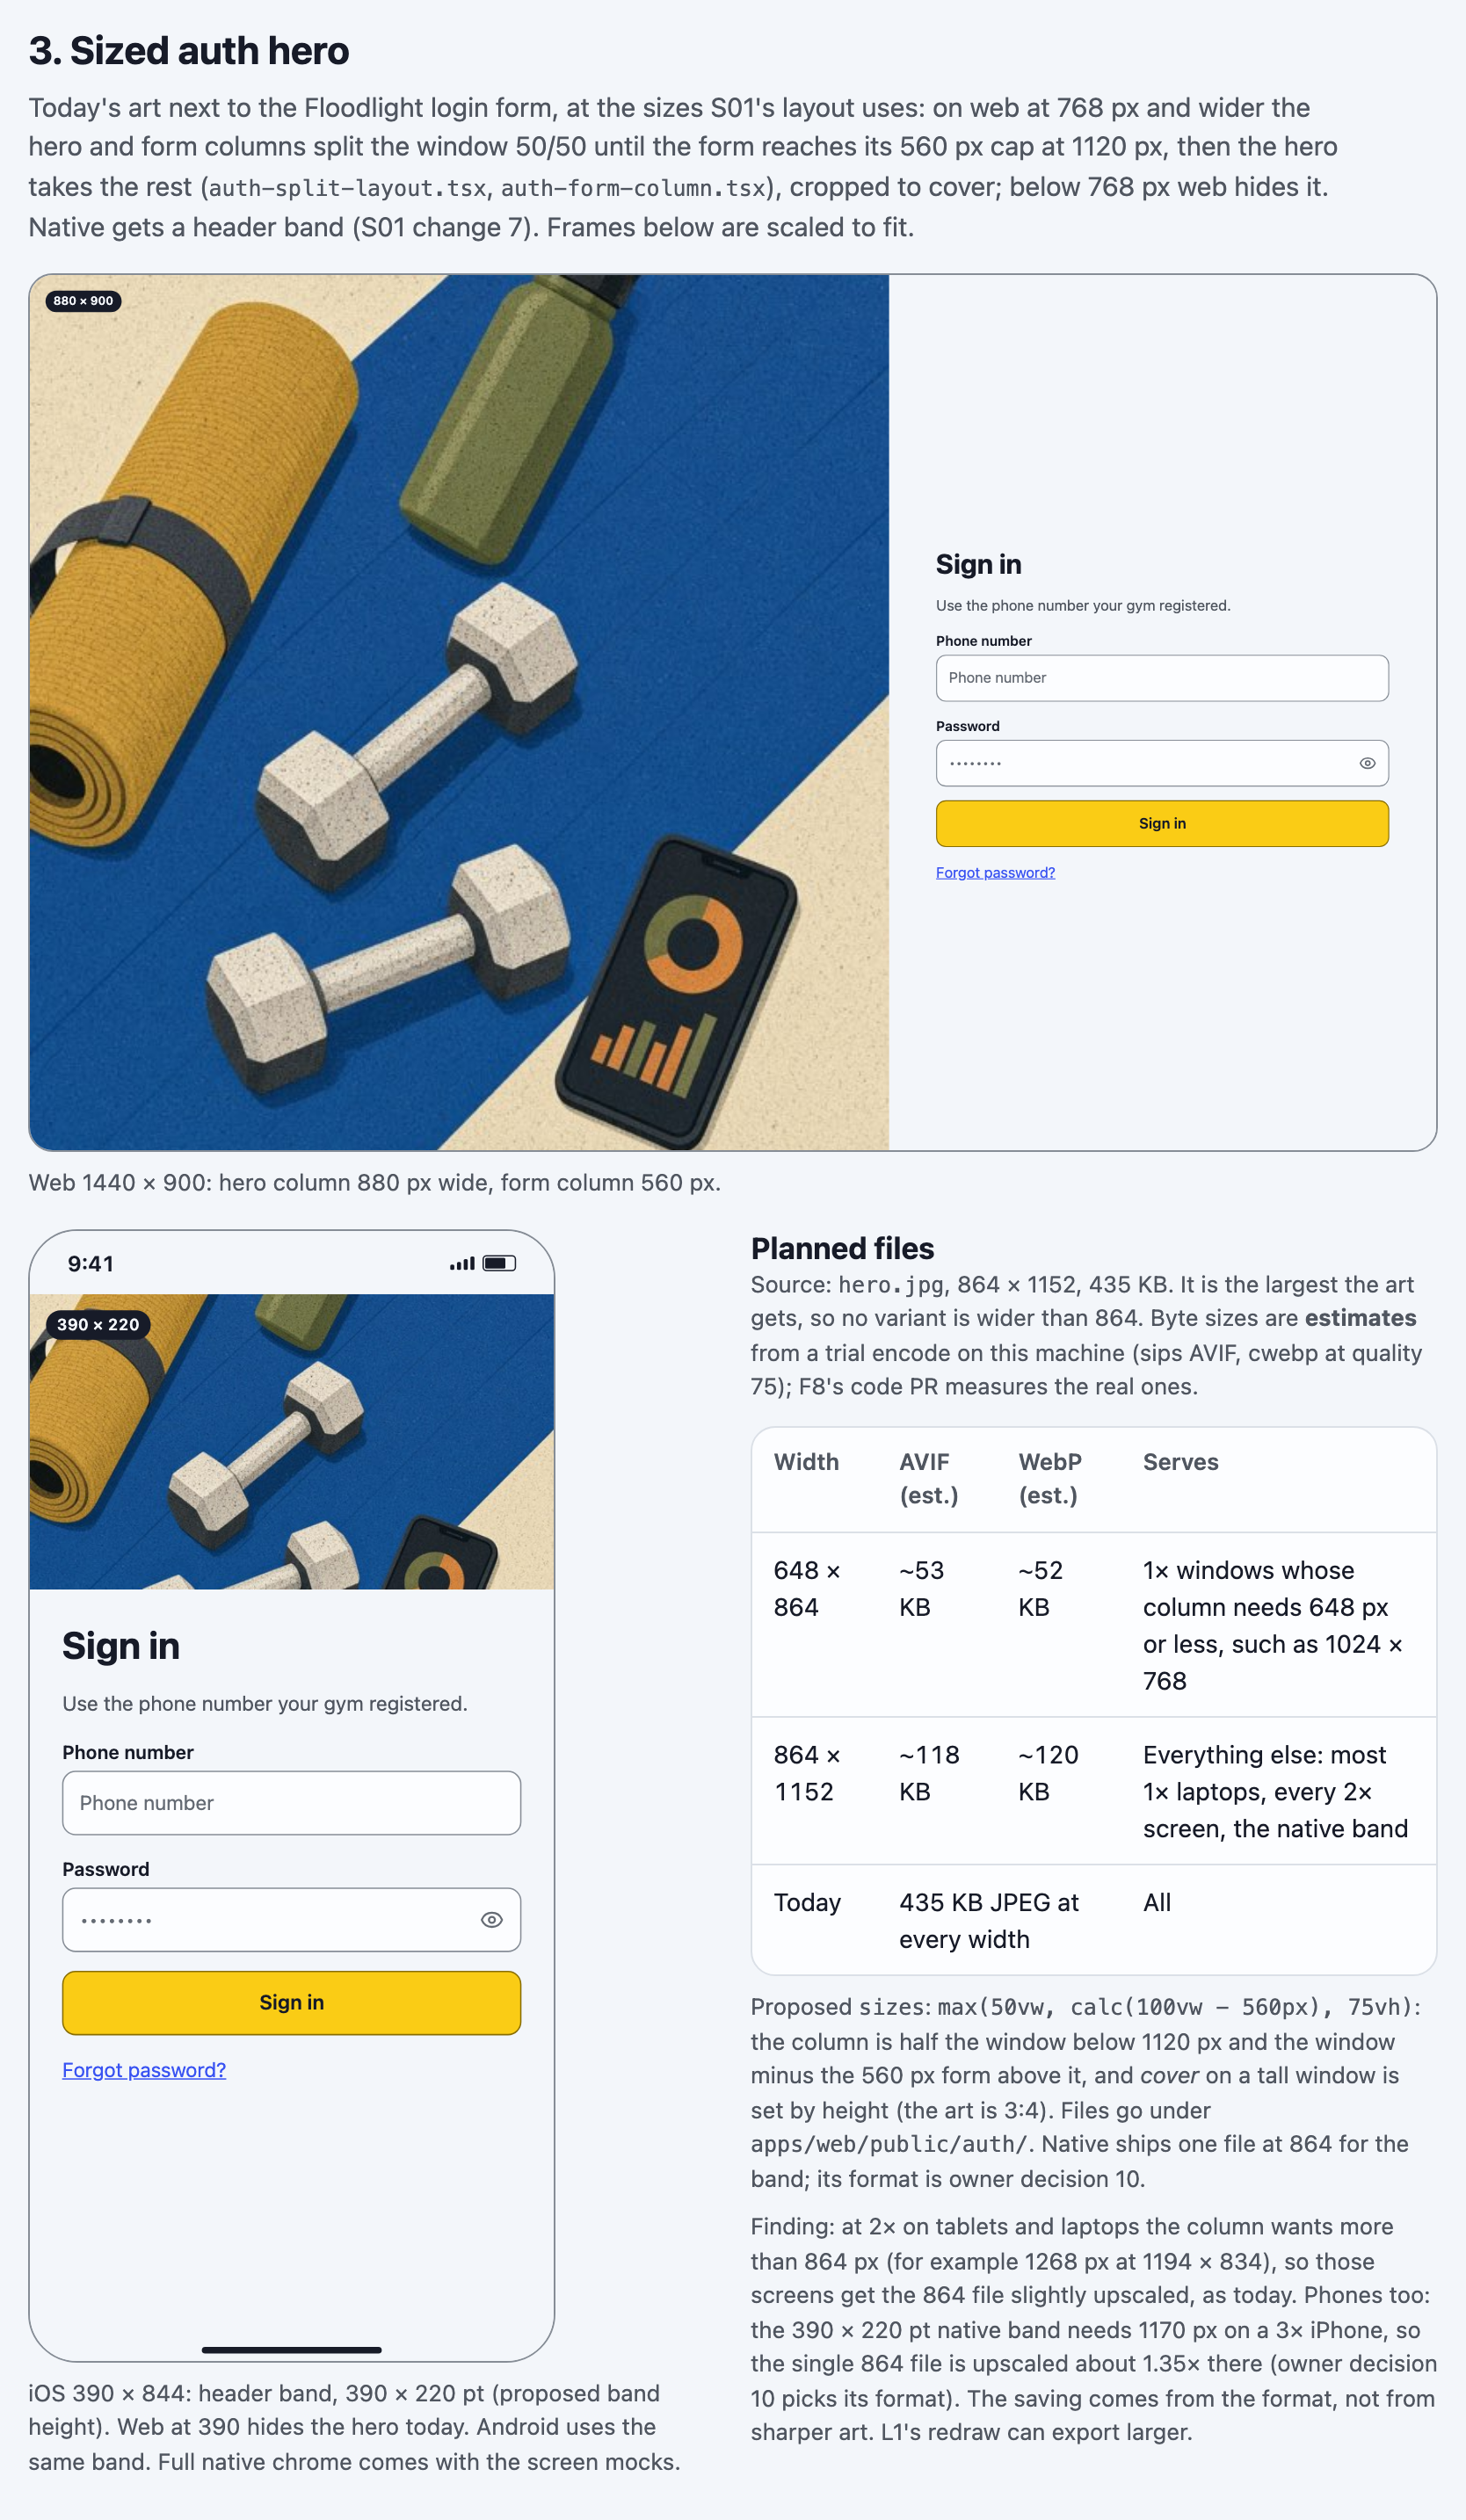 3. Sized auth hero
Today's art next to the Floodlight login form, at the sizes S01's layout uses: on web at 768 px and wider the
hero and form columns split the window 50/50 until the form reaches its 560 px cap at 1120 px, then the hero
takes the rest (auth-split-layout.tsx, auth-form-column.tsx), cropped to cover; below 768 px web hides it.
Native gets a header band (S01 change 7). Frames below are scaled to fit.
880 × 900
Sign in
Use the phone number your gym registered.
Phone number
Phone number
Password
••••••••
Sign in
Forgot password?
Web 1440 × 900: hero column 880 px wide, form column 560 px.
9:41
390 × 220
Sign in
Use the phone number your gym registered.
Phone number
Phone number
Password
••••••••
Sign in
Forgot password?
iOS 390 × 844: header band, 390 × 220 pt (proposed band
height). Web at 390 hides the hero today. Android uses the
same band. Full native chrome comes with the screen mocks.
Planned files
Source: hero.jpg, 864 × 1152, 435 KB. It is the largest the art
gets, so no variant is wider than 864. Byte sizes are estimates
from a trial encode on this machine (sips AVIF, cwebp at quality
75); F8's code PR measures the real ones.
Width AVIF WebP Serves
(est.) (est.)
648 × ~53 ~52 1× windows whose
864 KB KB column needs 648 px
or less, such as 1024 ×
768
864 × ~118 ~120 Everything else: most
1152 KB KB 1× laptops, every 2×
screen, the native band
Today 435 KB JPEG at All
every width
Proposed sizes: max(50vw, calc(100vw − 560px), 75vh):
the column is half the window below 1120 px and the window
minus the 560 px form above it, and cover on a tall window is
set by height (the art is 3:4). Files go under
apps/web/public/auth/. Native ships one file at 864 for the
band; its format is owner decision 10.
Finding: at 2× on tablets and laptops the column wants more
than 864 px (for example 1268 px at 1194 × 834), so those
screens get the 864 file slightly upscaled, as today. Phones too:
the 390 × 220 pt native band needs 1170 px on a 3× iPhone, so
the single 864 file is upscaled about 1.35× there (owner decision
10 picks its format). The saving comes from the format, not from
sharper art. L1's redraw can export larger.